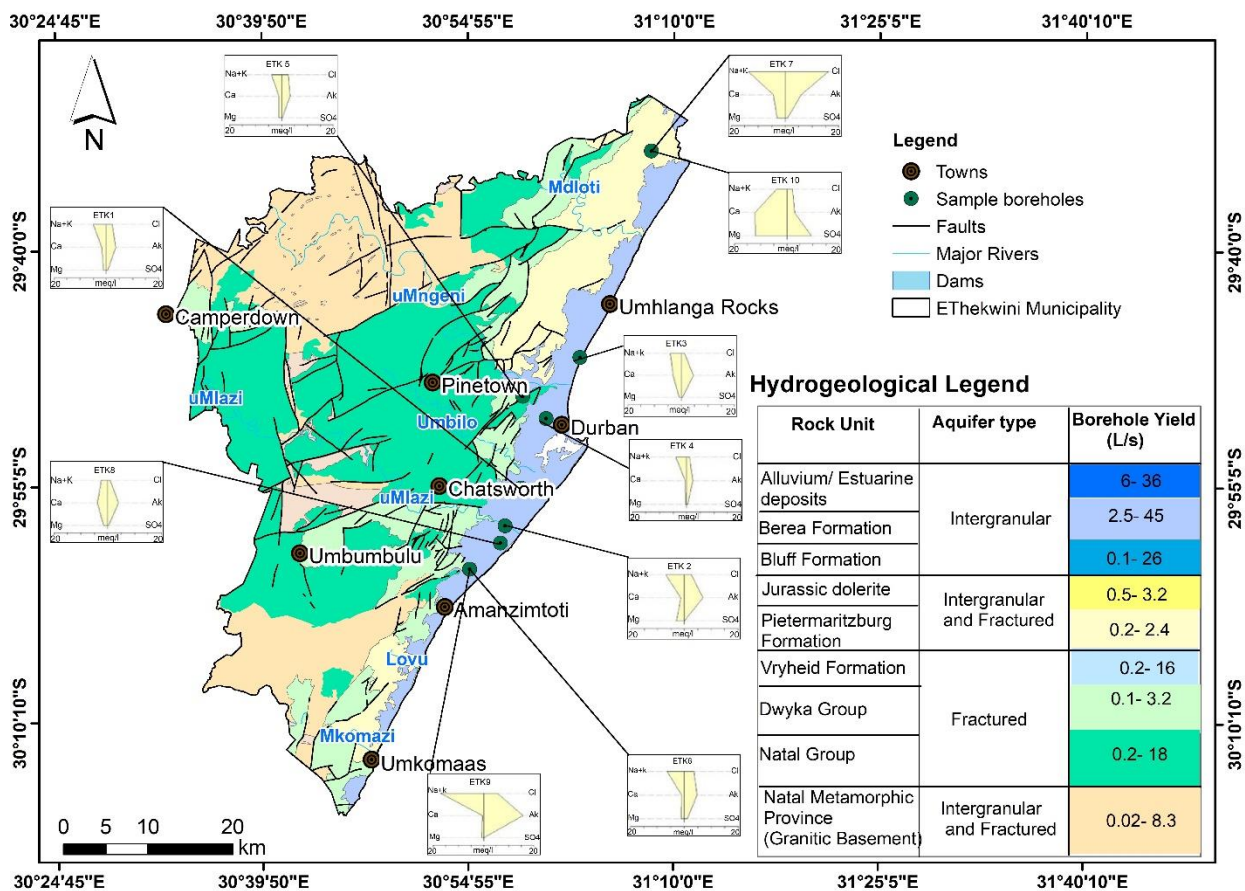 30°24'45"E 30°39'50"E 30°54'55"E 31°10'0"E 31°25'5"E 31°40'10"E
N
ETK 5
Na+K Cl
Ca Ak
Mg SO4
20 meq/l 20
ETK 7
Na+K Cl
Ca Ak
Mg SO4
20 meq/l 20
ETK1
Na+K Cl
Ca Ak
Mg SO4
20 meq/l 20
ETK 10
Na+K Cl
Ca Ak
Mg SO4
20 meq/l 20
Legend
Towns
Sample boreholes
Faults
Major Rivers
Dams
EThekwini Municipality
29°40'0"S 29°40'0"S
Mdloti
uMngeni
Umhlanga Rocks
Camperdown
Pinetown
uMlazi
Umbilo
Durban
ETK3
Na+k Cl
Ca Ak
Mg SO4
20 meq/l 20
ETK 4
Na+k Cl
Ca Ak
Mg SO4
20 meq/l 20
ETK8
Na+K Cl
Ca Ak
Mg SO4
20 meq/l 20
29°55'5"S 29°55'5"S
Chatsworth
uMlazi
Umbumbulu
Amanzimtoti
ETK 2
Na+k Cl
Ca Ak
Mg SO4
20 meq/l 20
Lovu
Mkomazi
Umkomaas
30°10'10"S 30°10'10"S
ETK9
Na+k Cl
Ca Ak
Mg SO4
20 meq/l 20
ETK6
Na+k Cl
Ca Ak
Mg SO4
20 meq/l 20
0 5 10 20
km
Hydrogeological Legend
Rock Unit Aquifer type Borehole Yield
(L/s)
Alluvium/ Estuarine
deposits
6- 36
Berea Formation
Intergranular
2.5- 45
Bluff Formation
0.1- 26
Jurassic dolerite
Intergranular
and Fractured
0.5- 3.2
Pietermaritzburg
Formation
0.2- 2.4
Vryheid Formation
0.2- 16
Dwyka Group
Fractured
0.1- 3.2
Natal Group
0.2- 18
Natal Metamorphic
Province
(Granitic Basement)
Intergranular
and Fractured
0.02- 8.3
30°24'45"E 30°39'50"E 30°54'55"E 31°10'0"E 31°25'5"E 31°40'10"E